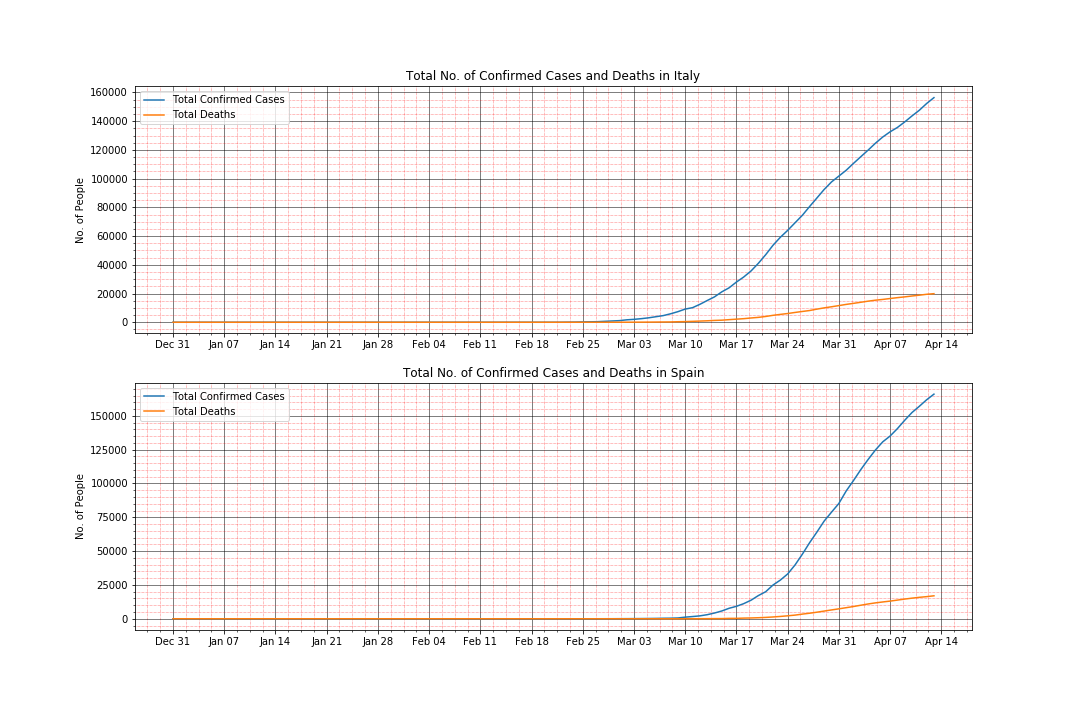 Total No. of Confirmed Cases and Deaths in Italy
160000
140000
120000
100000
80000
60000
40000
20000
0
No. of People
Total Confirmed Cases
Total Deaths
Dec 31 Jan 07 Jan 14 Jan 21 Jan 28 Feb 04 Feb 11 Feb 18 Feb 25 Mar 03 Mar 10 Mar 17 Mar 24 Mar 31 Apr 07 Apr 14
Total No. of Confirmed Cases and Deaths in Spain
150000
125000
100000
75000
50000
25000
0
No. of People
Total Confirmed Cases
Total Deaths
Dec 31 Jan 07 Jan 14 Jan 21 Jan 28 Feb 04 Feb 11 Feb 18 Feb 25 Mar 03 Mar 10 Mar 17 Mar 24 Mar 31 Apr 07 Apr 14